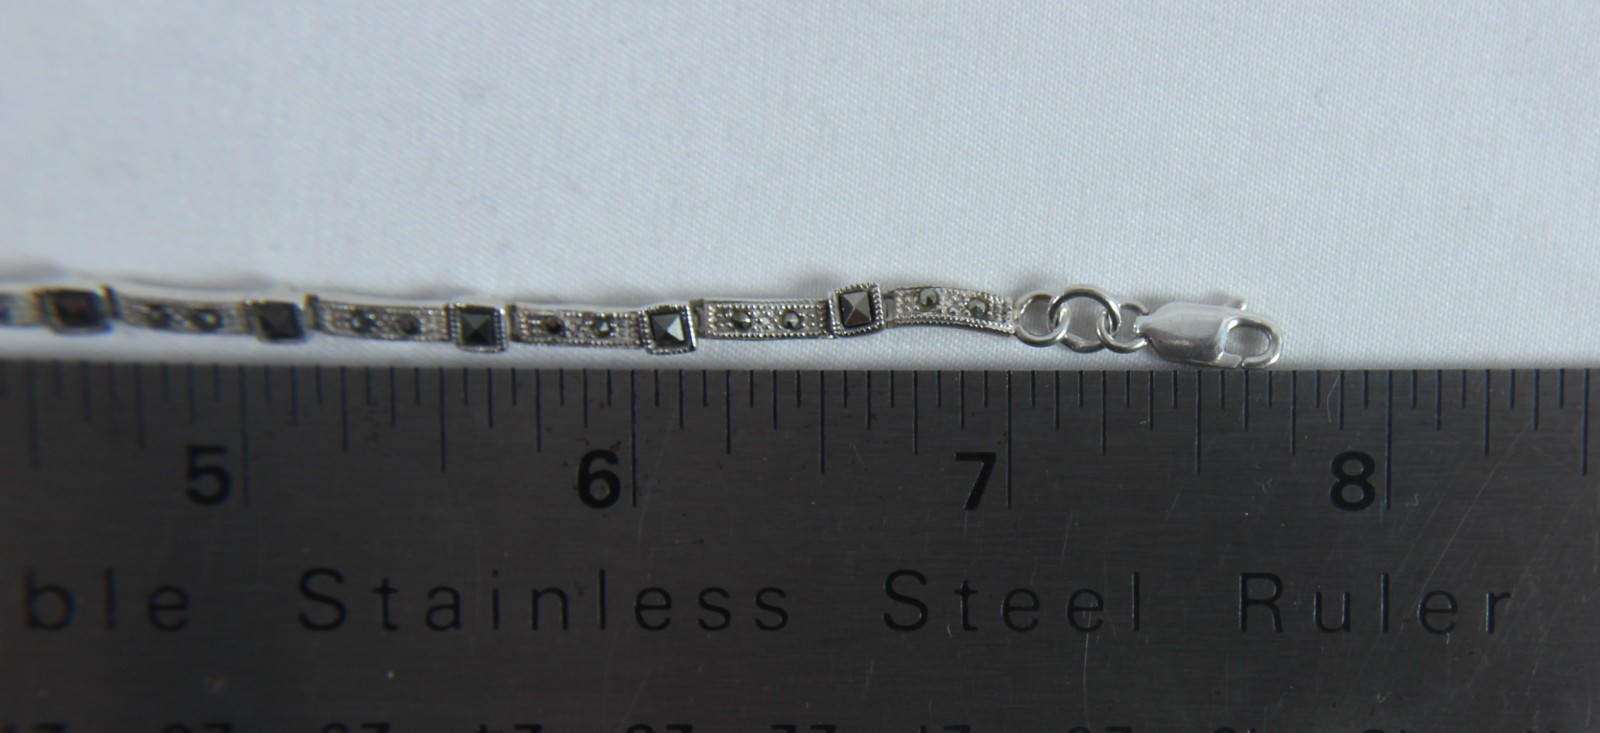 5 6 7 8
ble Stainless Steel Ruler